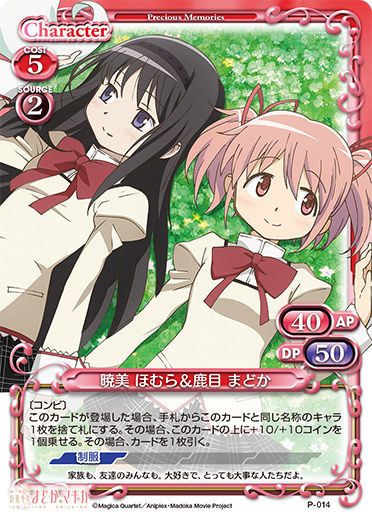 Precious Memories
Character
COST
5
SOURCE
2
40 AP
DP 50
暁美 ほむら&鹿目 まどか
[コンビ]
このカードが登場した場合、手札からこのカードと同じ名称のキャラ
1枚を捨て札にする。その場合、このカードの上に+10/+10コインを
1個乗せる。その場合、カードを1枚引く。
制服
家族も、友達のみんなも。大好きで、とっても大事な人たちだよ。
まどか☆マギカ
©Magica Quartet/Aniplex・Madoka Movie Project
P-014